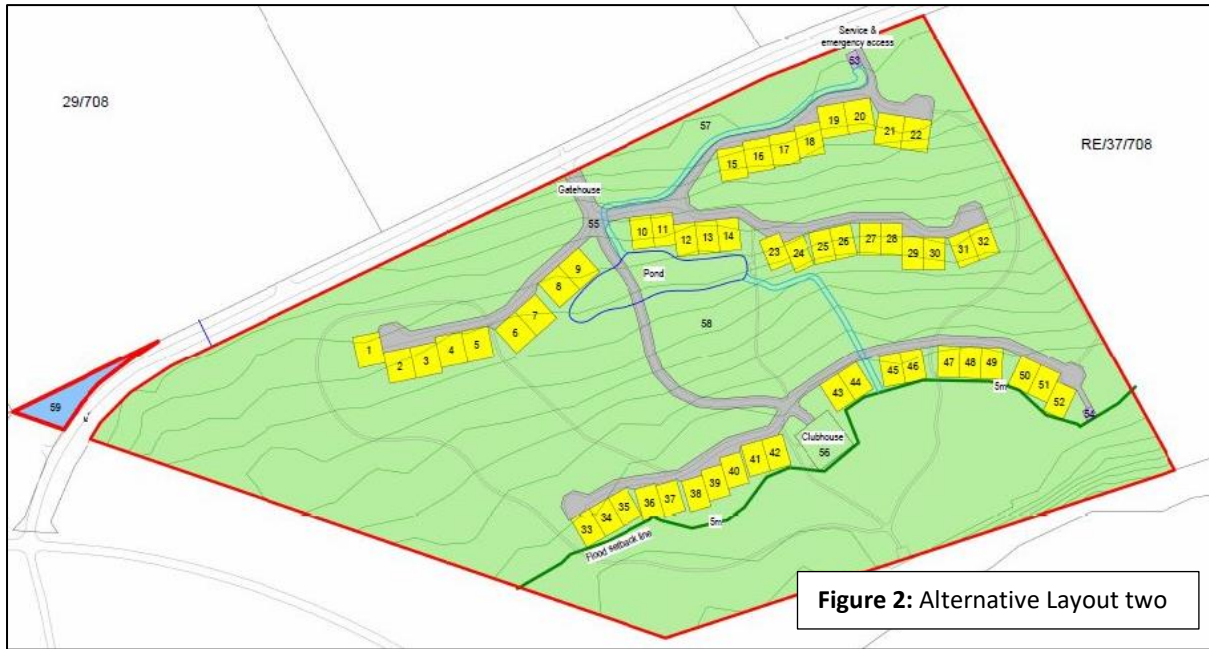 Service &
emergency access
53
29/708
57
19 20
21 22
15 16 17 18
RE/37/708
Gatehouse
55
10 11 12 13 14
23 24 25 26 27 28 29 30 31 32
9
8
Pond
7
6
58
1
2 3 4 5
59
45 46 47 48 49
5m
50 51 52
54
43 44
Clubhouse
56
41 42
40
39
38
36 37
35
34
33
5m
Flood setback line
Figure 2: Alternative Layout two